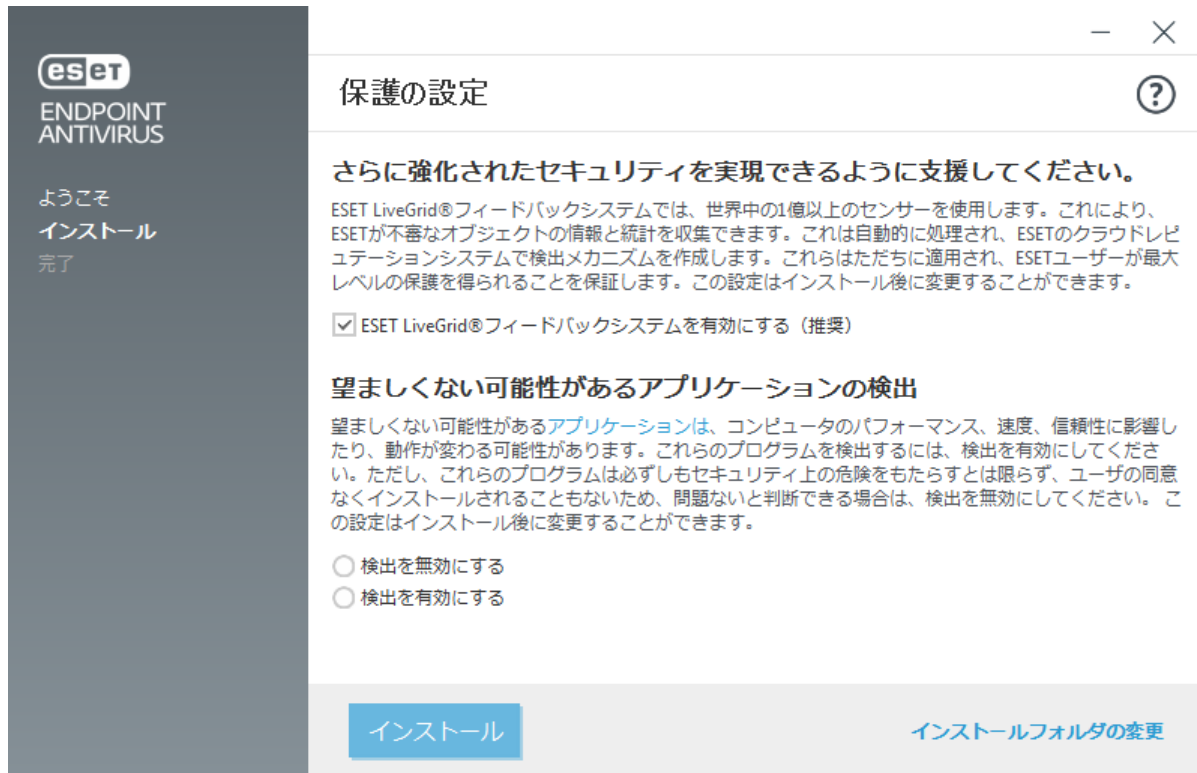 eset
ENDPOINT
ANTIVIRUS
ようこそ
インストール
完了
保護の設定
?
さらに強化されたセキュリティを実現できるように支援してください。
ESET LiveGrid®フィードバックシステムでは、世界中の1億以上のセンサーを使用します。これにより、
ESETが不審なオブジェクトの情報と統計を収集できます。これは自動的に処理され、ESETのクラウドレピ
ュテーションシステムで検出メカニズムを作成します。これらはただちに適用され、ESETユーザーが最大
レベルの保護を得られることを保証します。この設定はインストール後に変更することができます。
ESET LiveGrid®フィードバックシステムを有効にする（推奨）
望ましくない可能性があるアプリケーションの検出
望ましくない可能性があるアプリケーションは、コンピュータのパフォーマンス、速度、信頼性に影響し
たり、動作が変わる可能性があります。これらのプログラムを検出するには、検出を有効にしてくださ
い。ただし、これらのプログラムは必ずしもセキュリティ上の危険をもたらすとは限らず、ユーザの同意
なくインストールされることもないため、問題ないと判断できる場合は、検出を無効にしてください。 こ
の設定はインストール後に変更することができます。
検出を無効にする
検出を有効にする
インストール
インストールフォルダの変更